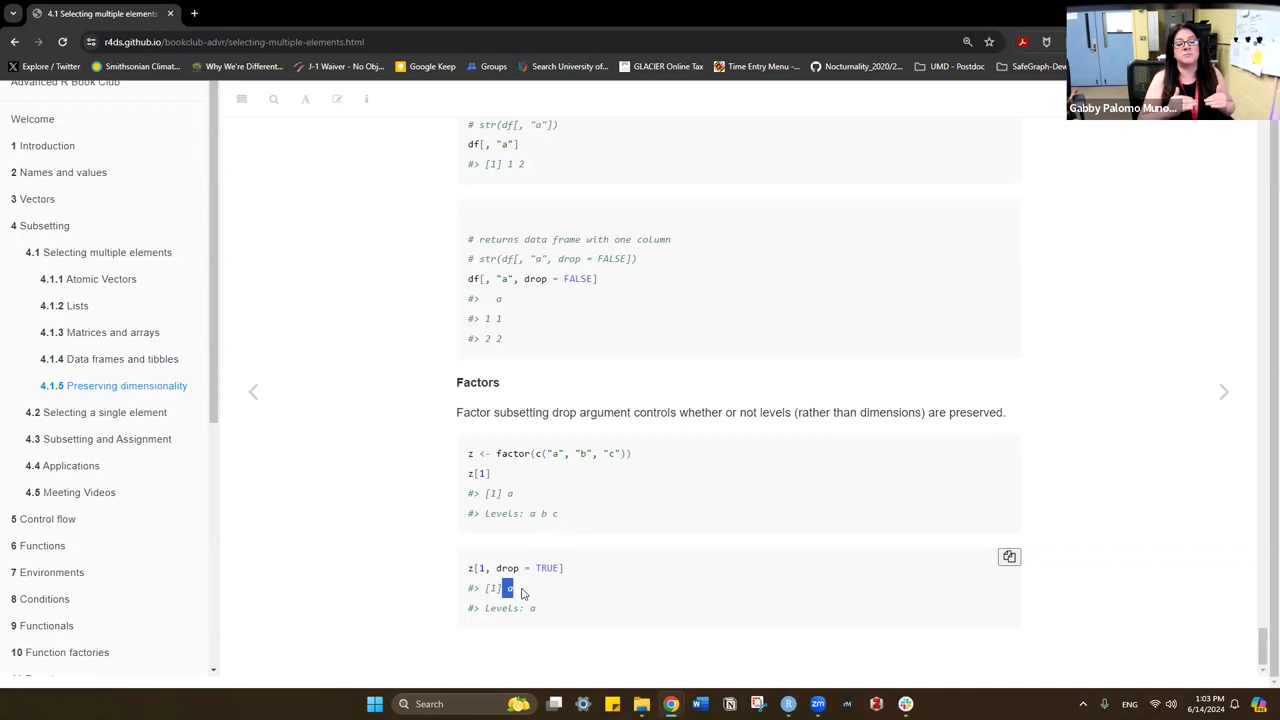 4.1 Selecting multiple elements
r4ds.github.io/bookclub-advr/selecting-multiple-elements.html
Explore / Twitter
Smithsonian Climat...
Why We're Different...
J-1 Waiver - No Obj...
Google Keep
Seguros
The University of...
GLACIER Online Tax
Time Entry Menu -...
Nocturnality_2020/2...
UMD - Postdoc
SafeGraph-Dewe
Gabby Palomo Muno...
Advanced R Book Club
Welcome
1 Introduction
2 Names and values
3 Vectors
4 Subsetting
4.1 Selecting multiple elements
4.1.1 Atomic Vectors
4.1.2 Lists
4.1.3 Matrices and arrays
4.1.4 Data frames and tibbles
4.1.5 Preserving dimensionality
4.2 Selecting a single element
4.3 Subsetting and Assignment
4.4 Applications
4.5 Meeting Videos
5 Control flow
6 Functions
7 Environments
8 Conditions
9 Functionals
10 Function factories
# str(df[, "a"])
df[, "a"]
#> [1] 1 2
# returns data frame with one column
# str(df[, "a", drop = FALSE])
df[, "a", drop = FALSE]
#>   a
#> 1 1
#> 2 2
Factors
Factor subsetting drop argument controls whether or not levels (rather than dimensions) are preserved.
z <- factor(c("a", "b", "c"))
z[1]
#> [1] a
#> Levels: a b c
z[1, drop = TRUE]
#> [1] a
#> Levels: a
Search
ENG
1:03 PM
6/14/2024